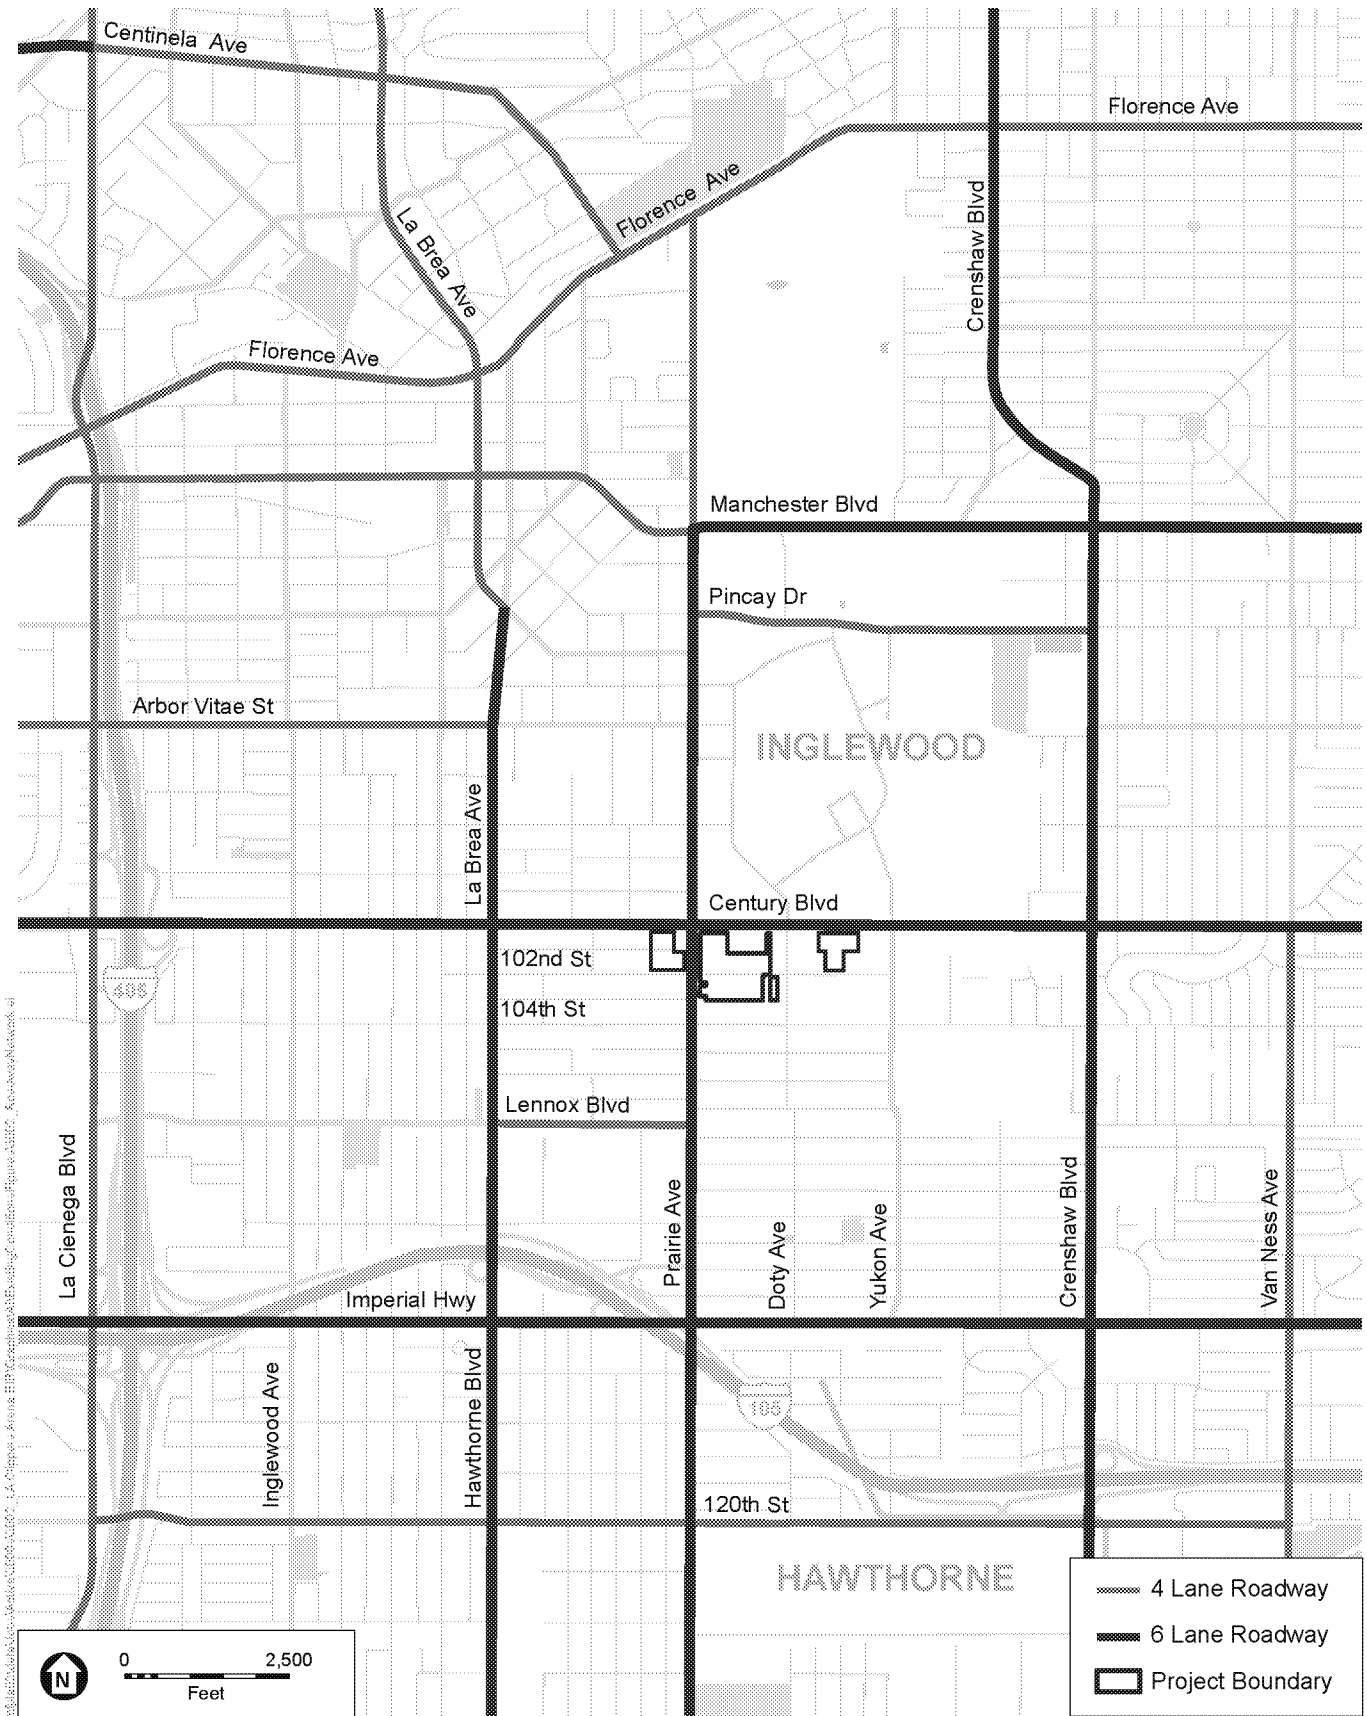 Centinela Ave
Florence Ave
Florence Ave
La Brea Ave
Crenshaw Blvd
Florence Ave
Manchester Blvd
Pincay Dr
Arbor Vitae St
INGLEWOOD
La Brea Ave
Century Blvd
102nd St
405
104th St
Lennox Blvd
La Cienega Blvd
Prairie Ave
Doty Ave
Yukon Ave
Crenshaw Blvd
Van Ness Ave
Imperial Hwy
Inglewood Ave
Hawthorne Blvd
105
120th St
HAWTHORNE
4 Lane Roadway
6 Lane Roadway
Project Boundary
N
0 2,500
Feet